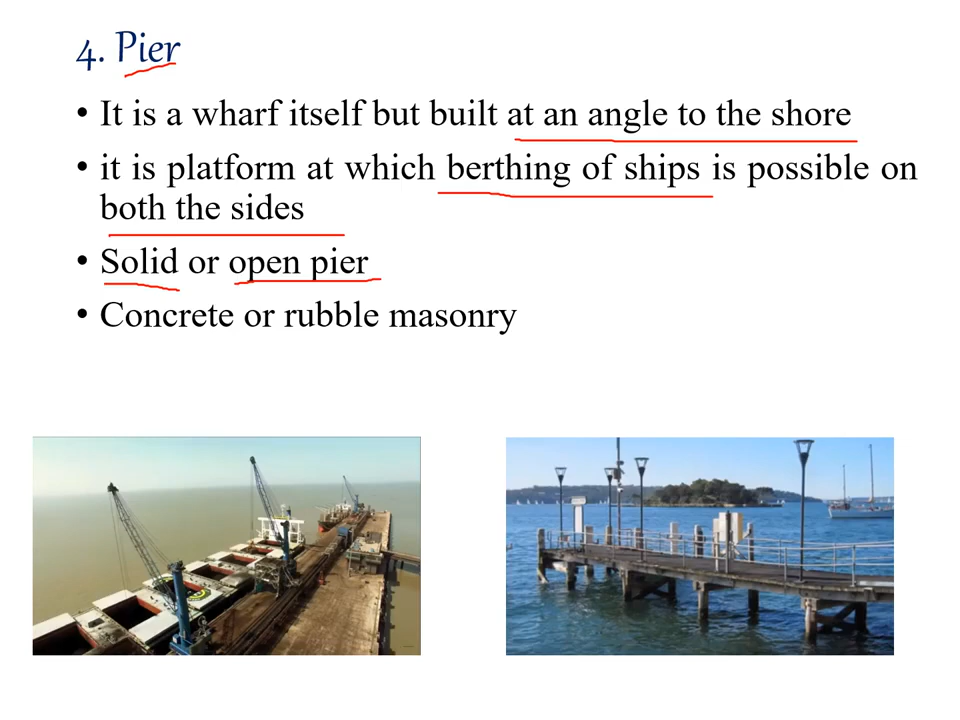 4. Pier
• It is a wharf itself but built at an angle to the shore
• it is platform at which berthing of ships is possible on
both the sides
• Solid or open pier
• Concrete or rubble masonry